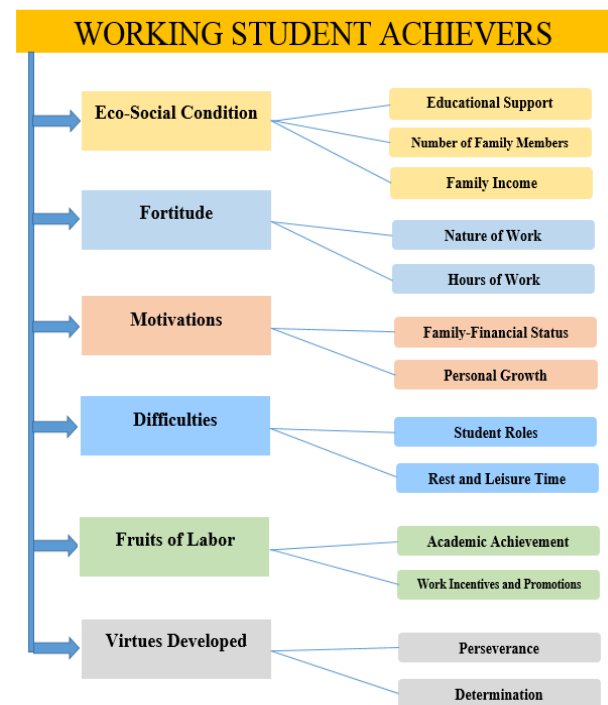 WORKING STUDENT ACHIEVERS
Eco-Social Condition
Educational Support
Number of Family Members
Family Income
Fortitude
Nature of Work
Hours of Work
Motivations
Family-Financial Status
Personal Growth
Difficulties
Student Roles
Rest and Leisure Time
Fruits of Labor
Academic Achievement
Work Incentives and Promotions
Virtues Developed
Perseverance
Determination